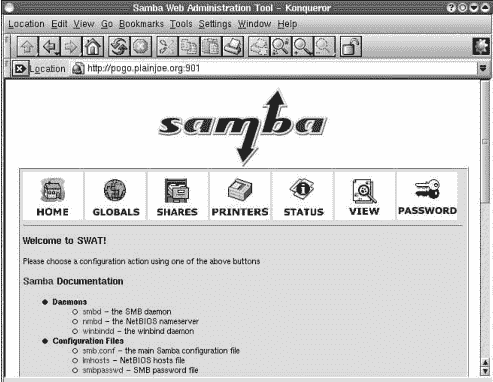 Samba Web Administration Tool - Konqueror
Location Edit View Go Bookmarks Tools Settings Window Help
Location http://pogo.plainjoe.org:901
samba
HOME GLOBALS SHARES PRINTERS STATUS VIEW PASSWORD
Welcome to SWAT!
Please choose a configuration action using one of the above buttons
Samba Documentation
Daemons
smbd - the SMB daemon
nmbd - the NetBIOS nameserver
winbindd - the winbind daemon
Configuration Files
smb.conf - the main Samba configuration file
lmhosts - NetBIOS hosts file
smbpasswd - SMB password file